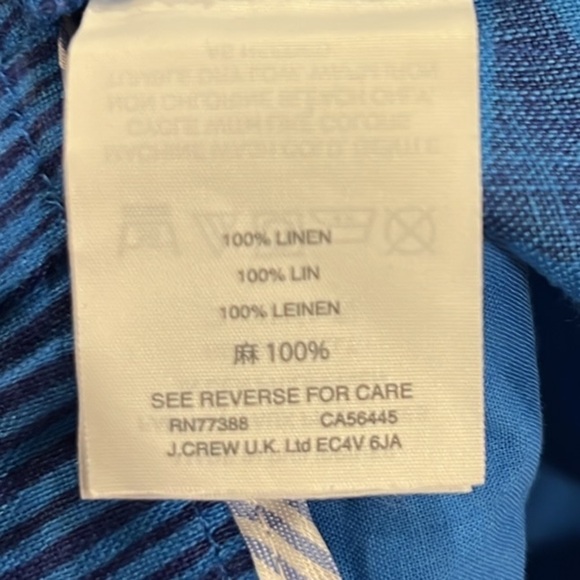 100% LINEN
100% LIN
100% LEINEN
麻 100%
SEE REVERSE FOR CARE
RN77388 CA56445
J.CREW U.K. Ltd EC4V 6JA